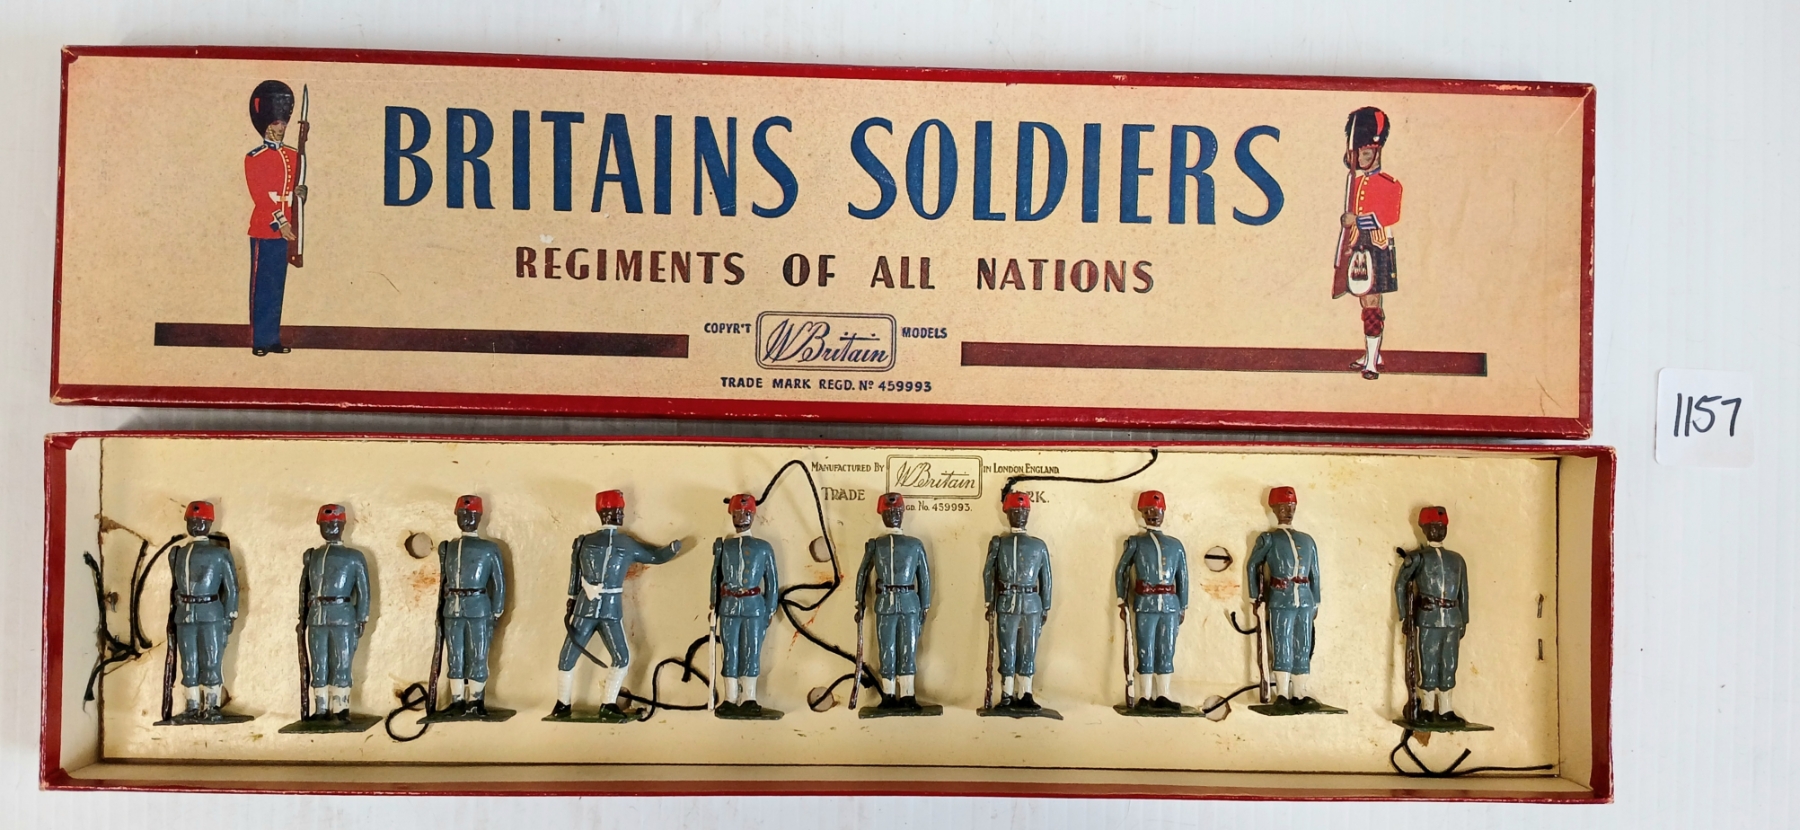 BRITAINS SOLDIERS
REGIMENTS OF ALL NATIONS
COPYR'T W Britain MODELS
TRADE MARK REGD. Nº 459993
1157
MANUFACTURED BY W Britain IN LONDON ENGLAND
TRADE RK.
GD. No. 459993.